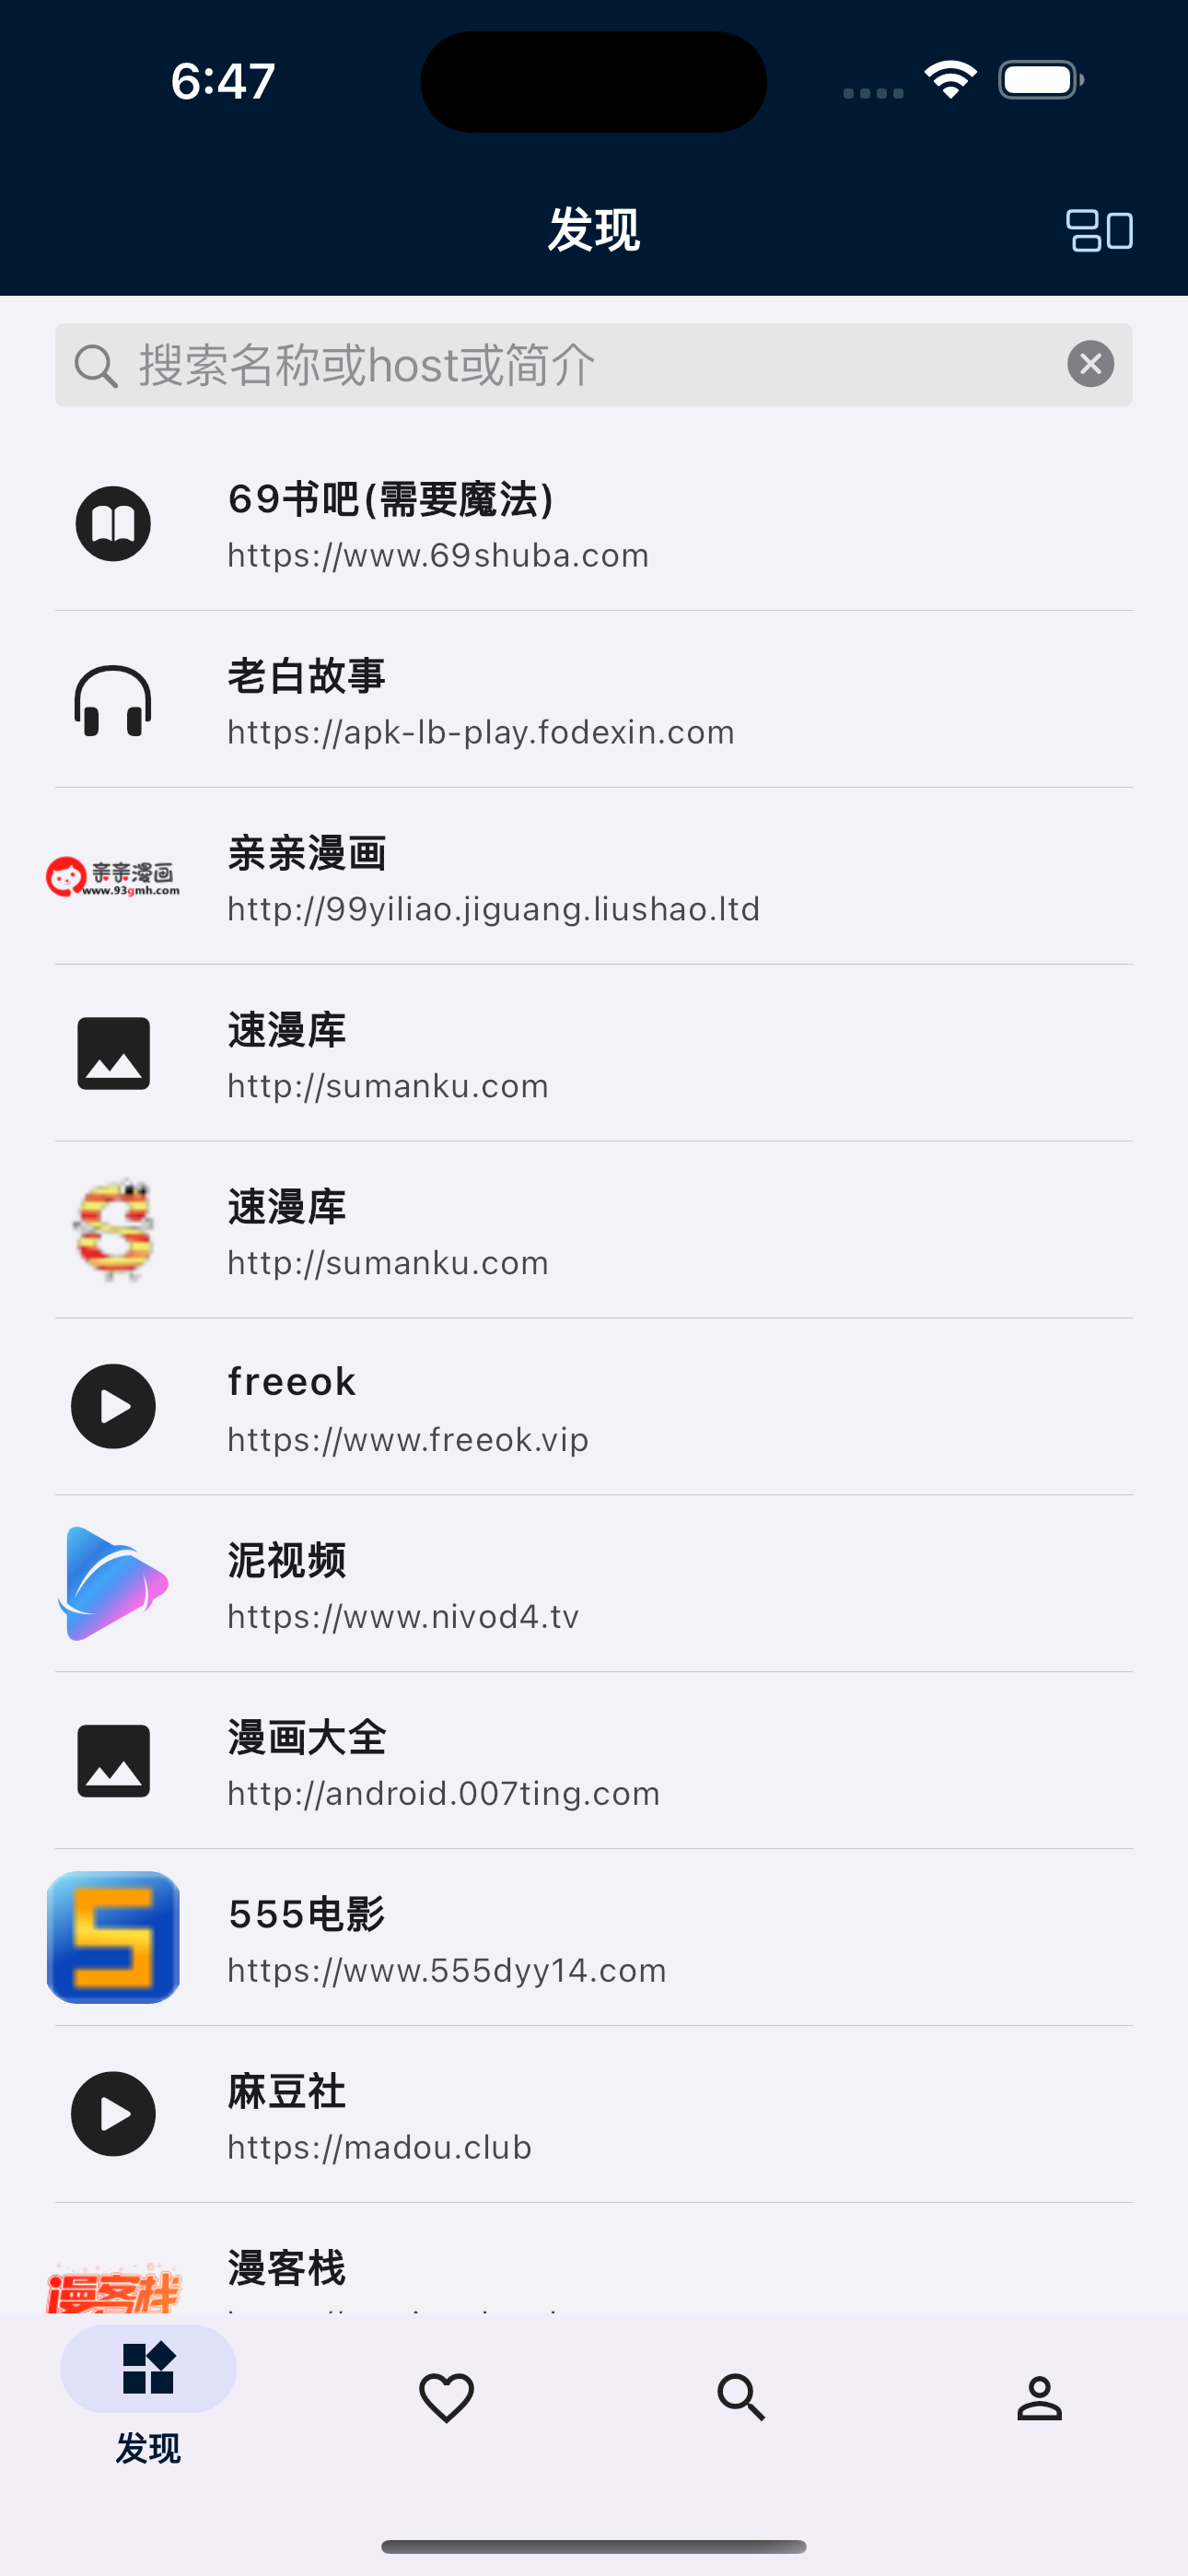 6:47
发现
搜索名称或host或简介
69书吧(需要魔法)
https://www.69shuba.com
老白故事
https://apk-lb-play.fodexin.com
亲亲漫画
www.93gmh.com
亲亲漫画
http://99yiliao.jiguang.liushao.ltd
速漫库
http://sumanku.com
速漫库
http://sumanku.com
freeok
https://www.freeok.vip
泥视频
https://www.nivod4.tv
漫画大全
http://android.007ting.com
5
555电影
https://www.555dyy14.com
麻豆社
https://madou.club
漫客栈
漫客栈
发现